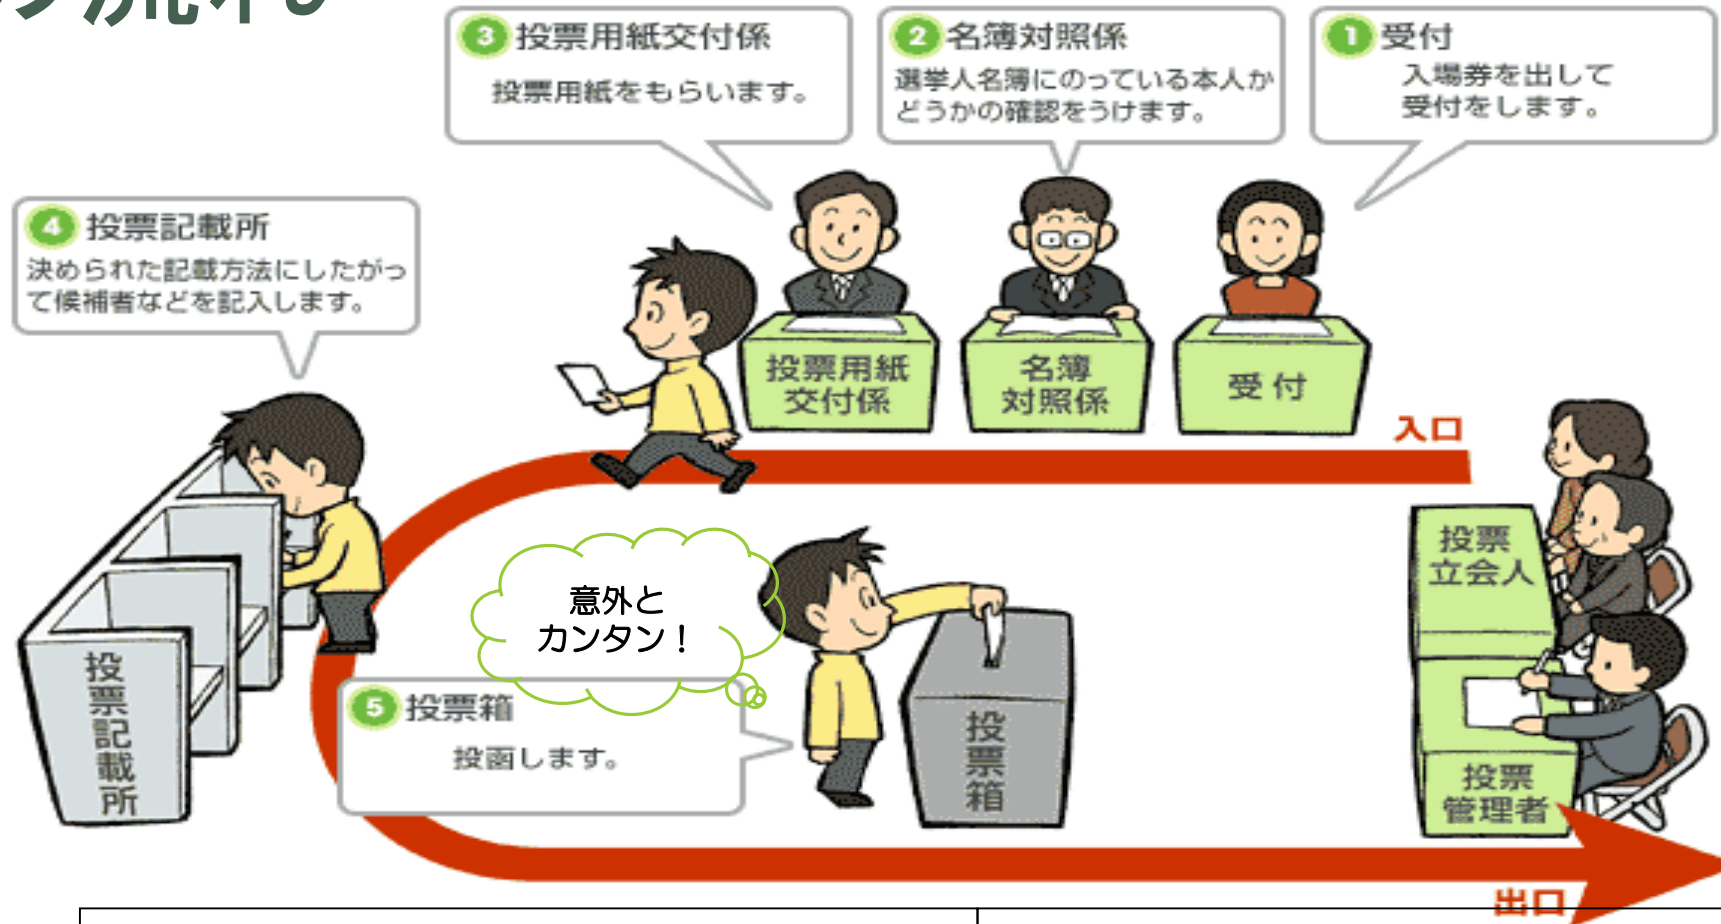 1 受付
入場券を出して
受付をします。
2 名簿対照係
選挙人名簿にのっている本人か
どうかの確認をうけます。
3 投票用紙交付係
投票用紙をもらいます。
4 投票記載所
決められた記載方法にしたがっ
て候補者などを記入します。
受付
名簿
対照係
投票用紙
交付係
入口
投票記載所
意外と
カンタン！
5 投票箱
投函します。
投票箱
投票
立会人
投票
管理者
出口